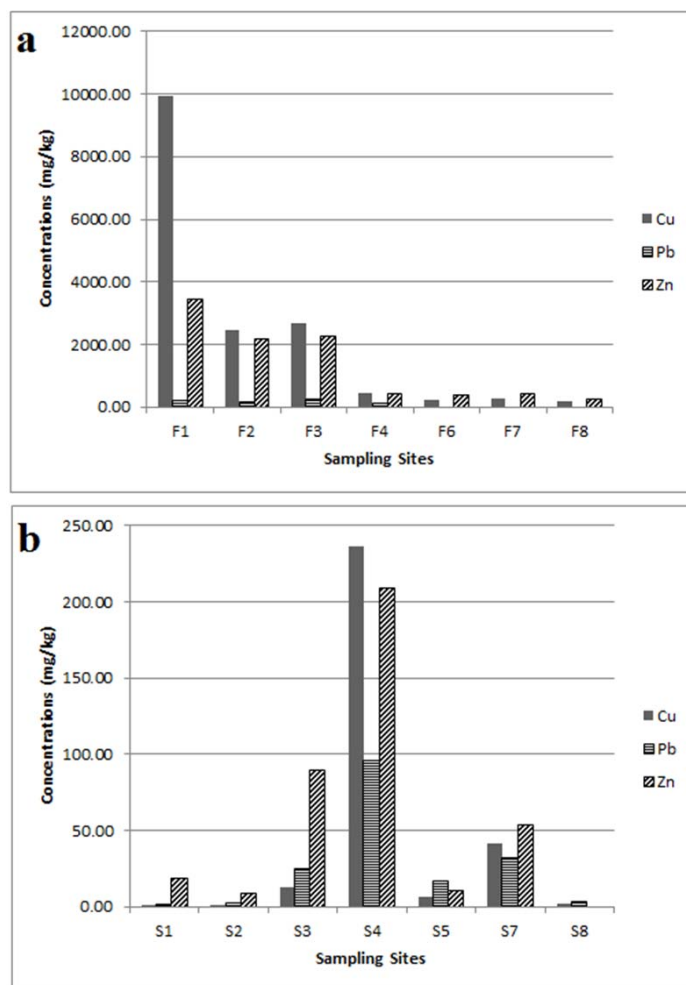 a
12000.00
10000.00
8000.00
6000.00
4000.00
2000.00
0.00
Concentrations (mg/kg)
F1 F2 F3 F4 F6 F7 F8
Sampling Sites
Cu
Pb
Zn
b
250.00
200.00
150.00
100.00
50.00
0.00
Concentrations (mg/kg)
S1 S2 S3 S4 S5 S7 S8
Sampling Sites
Cu
Pb
Zn